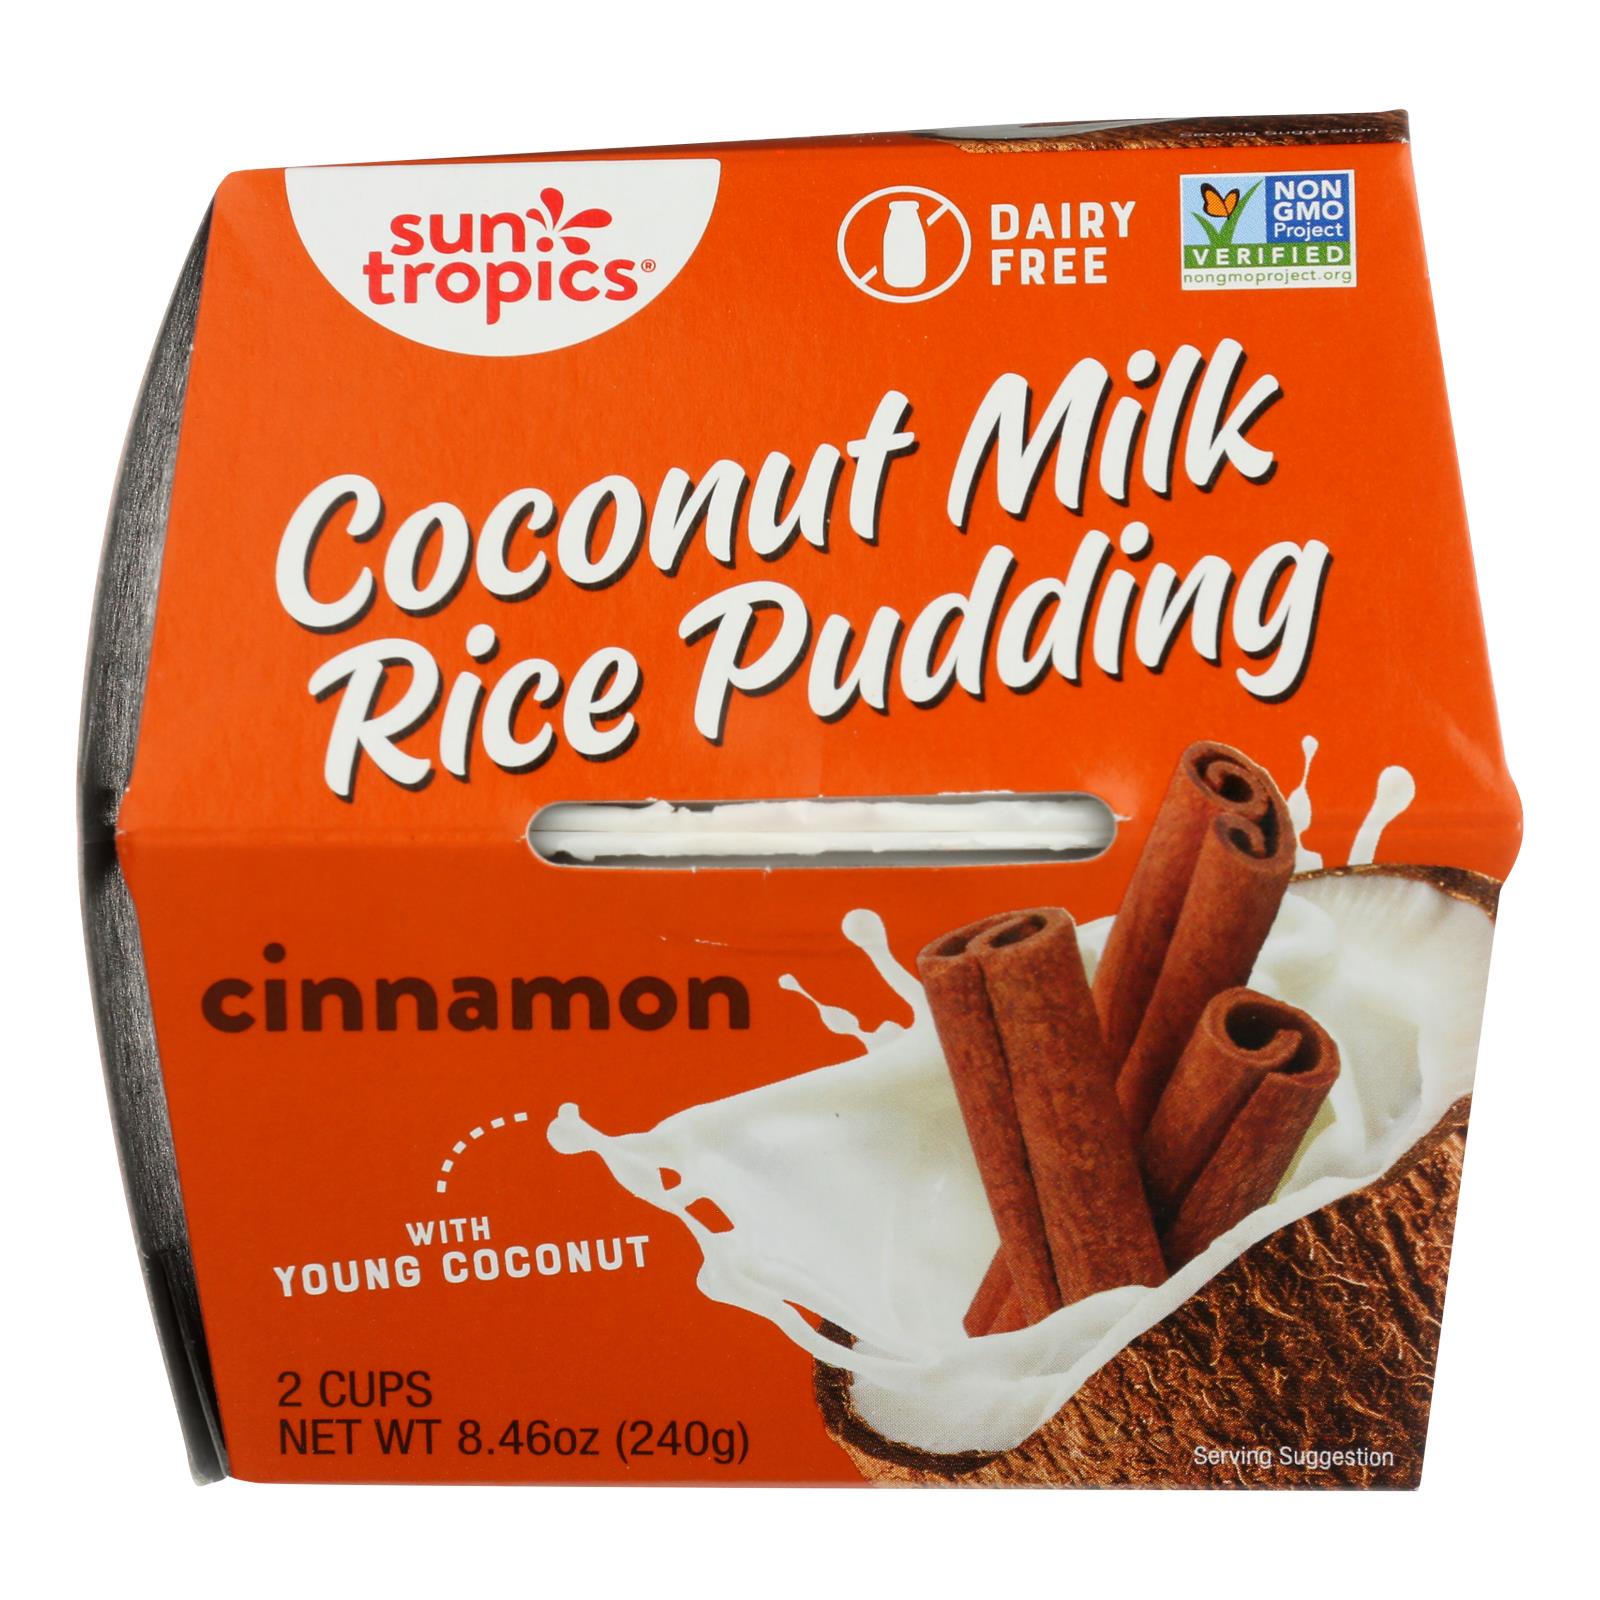 Serving Suggestion
sun
tropics®
DAIRY
FREE
NON
GMO
Project
VERIFIED
nongmoproject.org
Coconut Milk
Rice Pudding
cinnamon
WITH
YOUNG COCONUT
2 CUPS
NET WT 8.46oz (240g)
Serving Suggestion